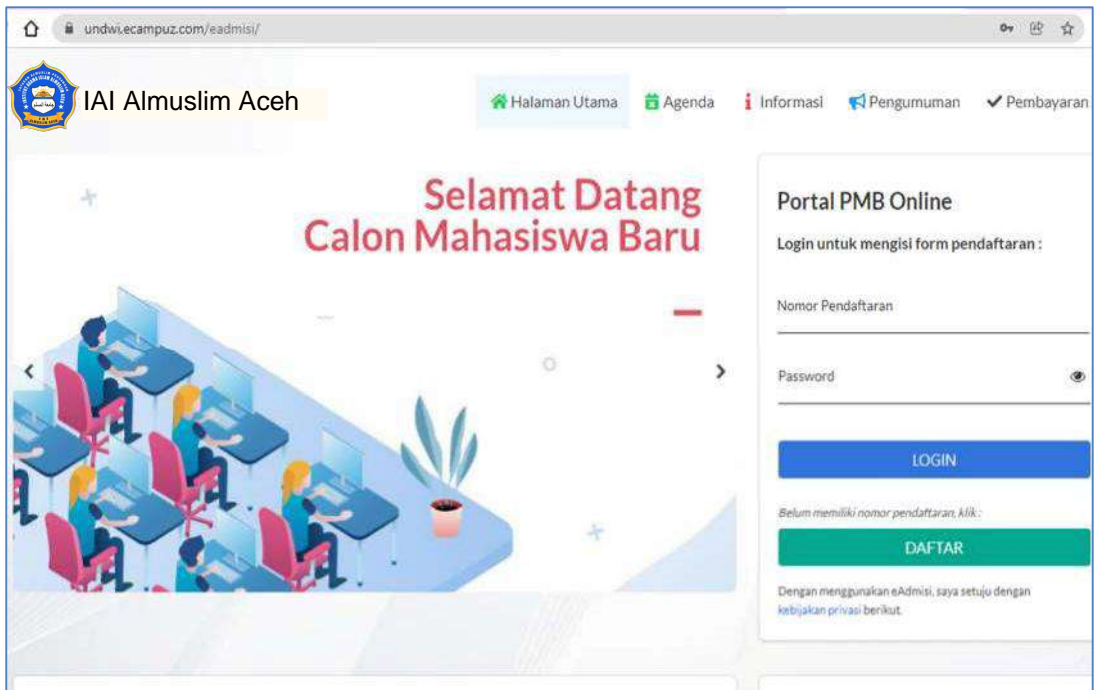 undwi.ecampuz.com/eadmisi/
IAI Almuslim Aceh
Halaman Utama
Agenda
Informasi
Pengumuman
Pembayaran
Selamat Datang
Calon Mahasiswa Baru
Portal PMB Online
Login untuk mengisi form pendaftaran :
Nomor Pendaftaran
Password
LOGIN
Belum memiliki nomor pendaftaran, klik :
DAFTAR
Dengan menggunakan eAdmisi, saya setuju dengan
kebijakan privasi berikut.